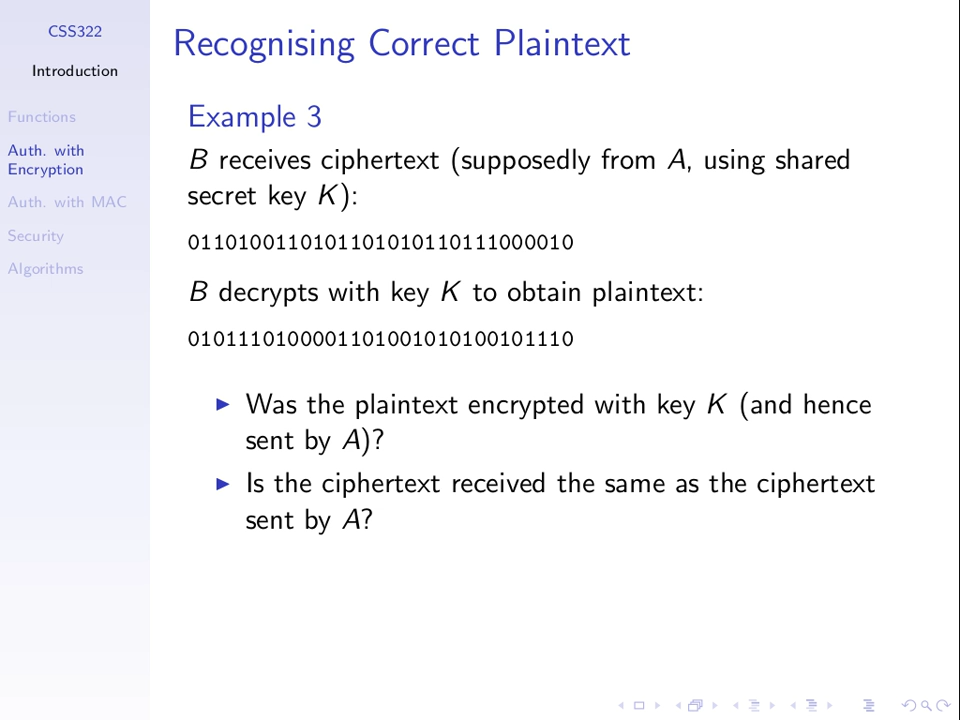 CSS322
Introduction
Functions
Auth. with
Encryption
Auth. with MAC
Security
Algorithms
Recognising Correct Plaintext
Example 3
B receives ciphertext (supposedly from A, using shared
secret key K):
0110100110101101010110111000010
B decrypts with key K to obtain plaintext:
0101110100001101001010100101110
Was the plaintext encrypted with key K (and hence
sent by A)?
Is the ciphertext received the same as the ciphertext
sent by A?